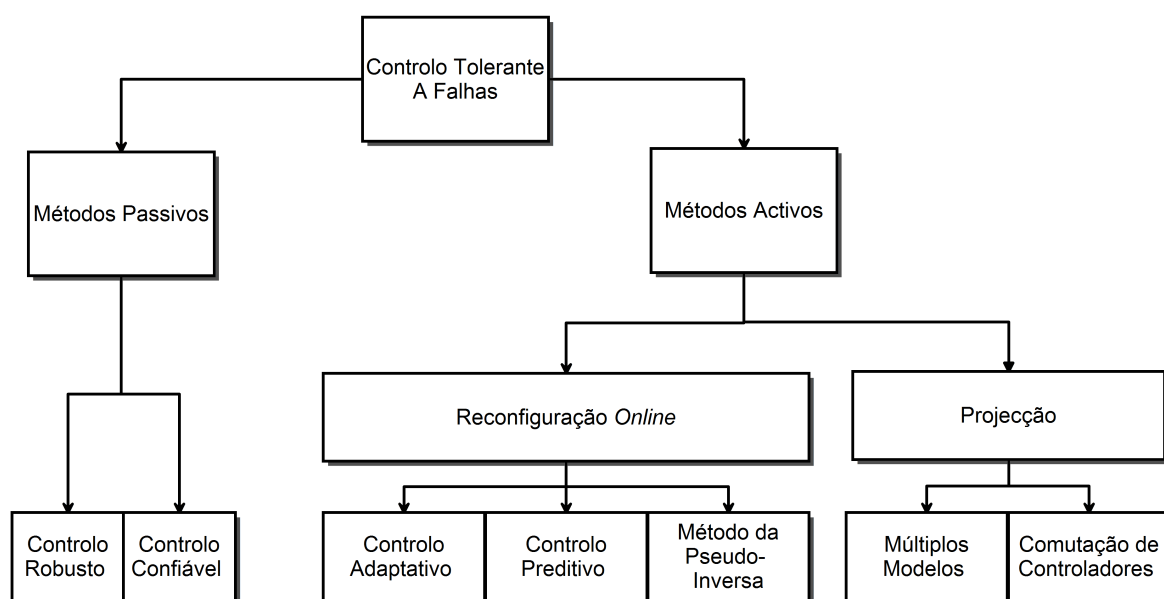 Controlo Tolerante
A Falhas
Métodos Passivos
Métodos Activos
Reconfiguração Online
Projecção
Controlo
Robusto
Controlo
Confiável
Controlo
Adaptativo
Controlo
Preditivo
Método da
Pseudo-
Inversa
Múltiplos
Modelos
Comutação de
Controladores